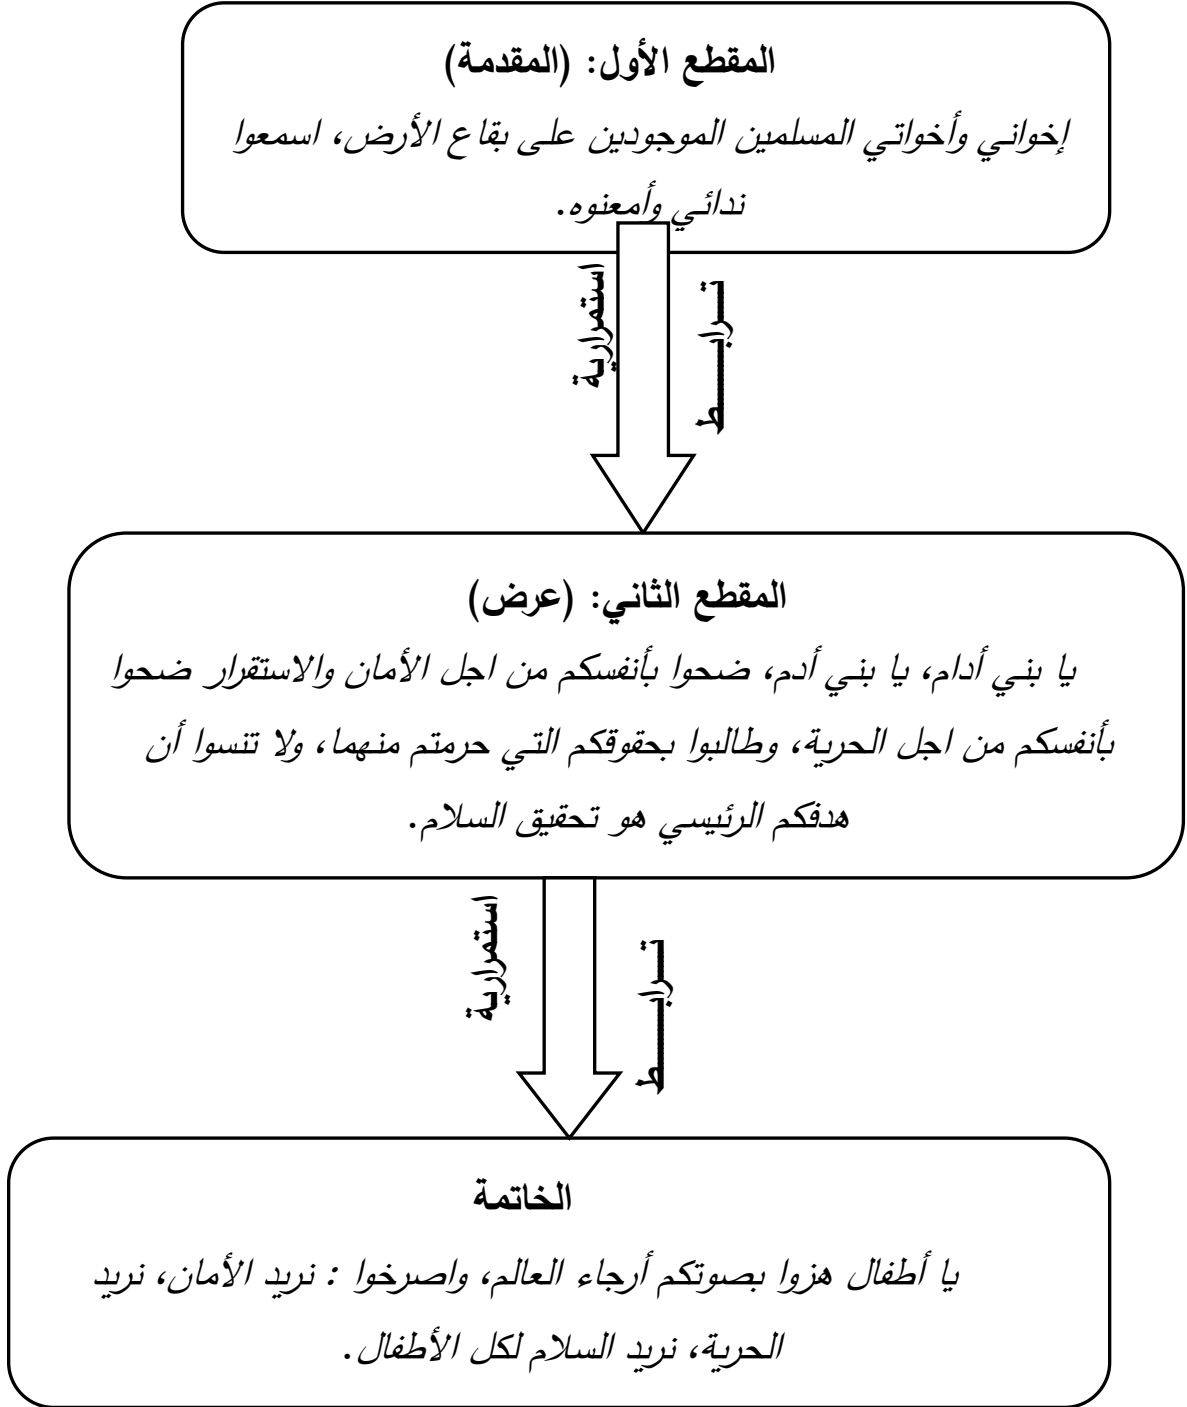 المقطع الأول: (المقدمة)
إخواني وأخواتي المسلمين الموجودين على بقاع الأرض، اسمعوا
ندائي وأمعنوه.
استمرارية
تـــرابـــــط
المقطع الثاني: (عرض)
يا بني أدام، يا بني أدم، ضحوا بأنفسكم من اجل الأمان والاستقرار ضحوا
بأنفسكم من اجل الحرية، وطالبوا بحقوقكم التي حرمتم منهما، ولا تنسوا أن
هدفكم الرئيسي هو تحقيق السلام.
استمرارية
تـــرابـــــط
الخاتمة
يا أطفال هزوا بصوتكم أرجاء العالم، واصرخوا : نريد الأمان، نريد
الحرية، نريد السلام لكل الأطفال.